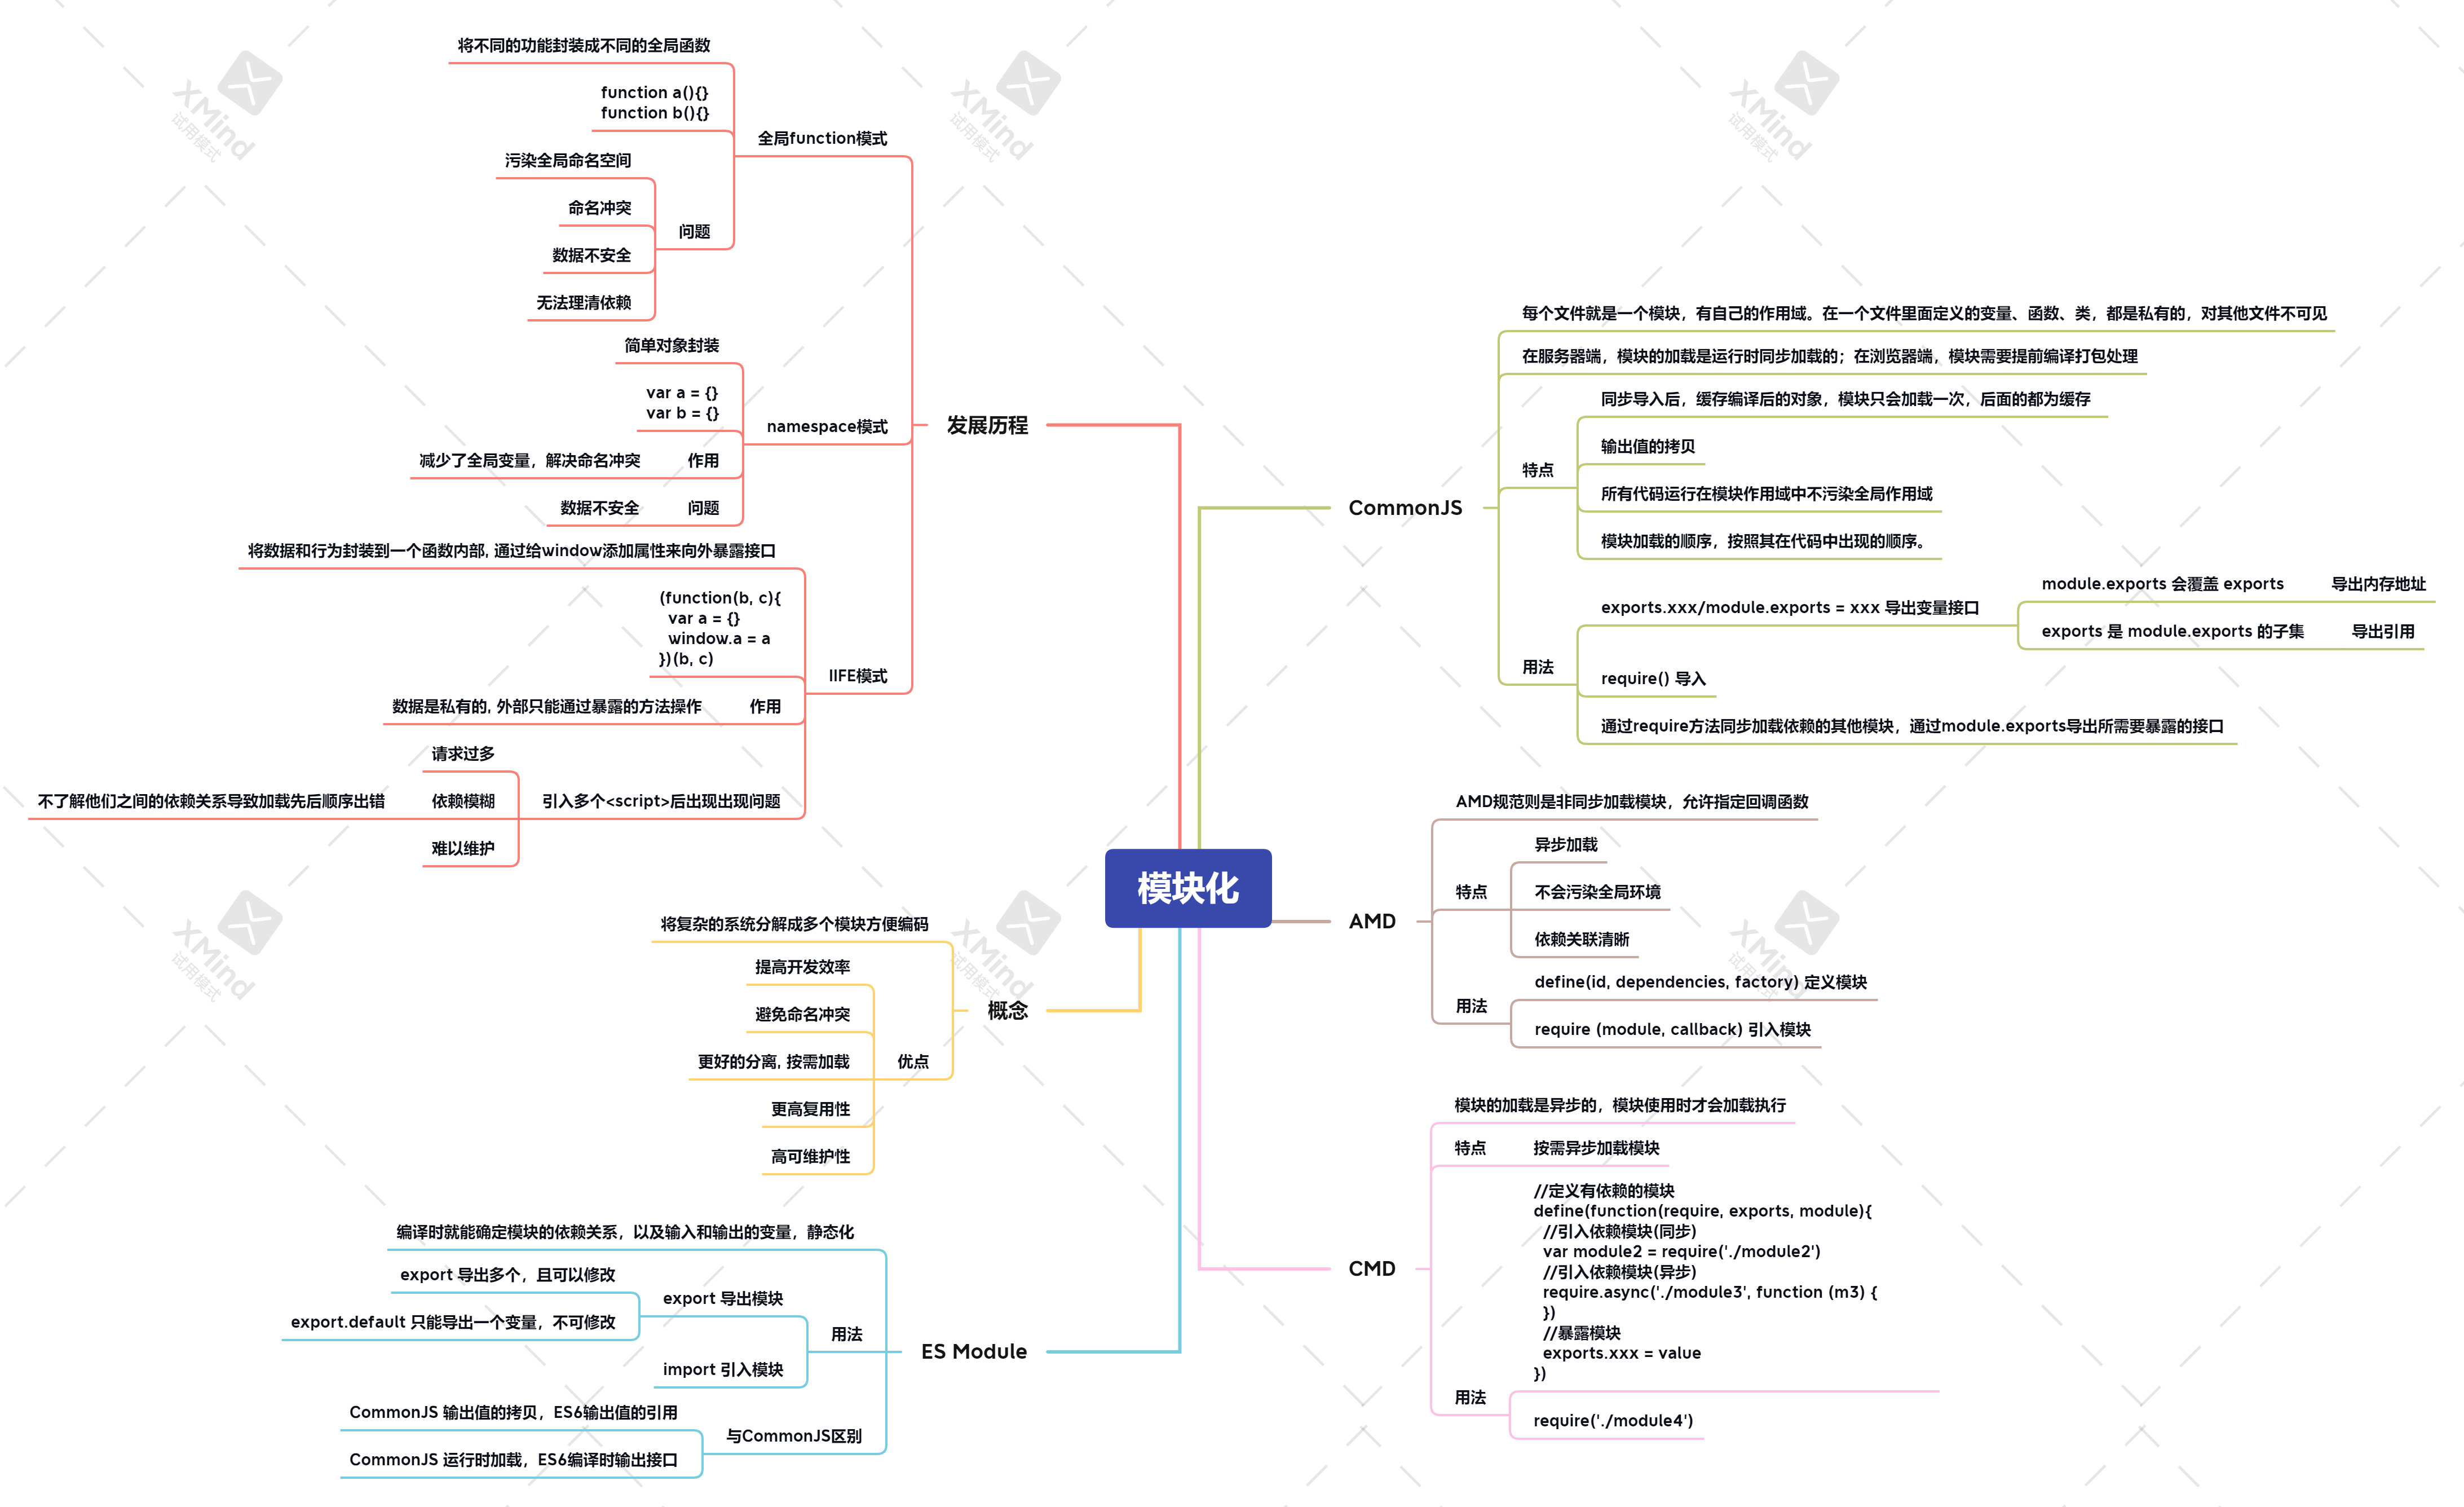 模块化
发展历程
全局function模式
将不同的功能封装成不同的全局函数
function a(){}
function b(){}
问题
污染全局命名空间
命名冲突
数据不安全
无法理清依赖
namespace模式
简单对象封装
var a = {}
var b = {}
作用
减少了全局变量，解决命名冲突
问题
数据不安全
IIFE模式
将数据和行为封装到一个函数内部, 通过给window添加属性来向外暴露接口
(function(b, c){
var a = {}
window.a = a
})(b, c)
作用
数据是私有的, 外部只能通过暴露的方法操作
引入多个<script>后出现出现问题
请求过多
依赖模糊
不了解他们之间的依赖关系导致加载先后顺序出错
难以维护
概念
将复杂的系统分解成多个模块方便编码
优点
提高开发效率
避免命名冲突
更好的分离, 按需加载
更高复用性
高可维护性
ES Module
编译时就能确定模块的依赖关系，以及输入和输出的变量，静态化
用法
export 导出模块
export 导出多个，且可以修改
export.default 只能导出一个变量，不可修改
import 引入模块
与CommonJS区别
CommonJS 输出值的拷贝，ES6输出值的引用
CommonJS 运行时加载，ES6编译时输出接口
CommonJS
每个文件就是一个模块，有自己的作用域。在一个文件里面定义的变量、函数、类，都是私有的，对其他文件不可见
在服务器端，模块的加载是运行时同步加载的；在浏览器端，模块需要提前编译打包处理
特点
同步导入后，缓存编译后的对象，模块只会加载一次，后面的都为缓存
输出值的拷贝
所有代码运行在模块作用域中不污染全局作用域
模块加载的顺序，按照其在代码中出现的顺序。
用法
exports.xxx/module.exports = xxx 导出变量接口
module.exports 会覆盖 exports
导出内存地址
exports 是 module.exports 的子集
导出引用
require() 导入
通过require方法同步加载依赖的其他模块，通过module.exports导出所需要暴露的接口
AMD
AMD规范则是非同步加载模块，允许指定回调函数
特点
异步加载
不会污染全局环境
依赖关联清晰
用法
define(id, dependencies, factory) 定义模块
require (module, callback) 引入模块
CMD
模块的加载是异步的，模块使用时才会加载执行
特点
按需异步加载模块
用法
//定义有依赖的模块
define(function(require, exports, module){
//引入依赖模块(同步)
var module2 = require('./module2')
//引入依赖模块(异步)
require.async('./module3', function (m3) {
})
//暴露模块
exports.xxx = value
})
require('./module4')
XMind
试用模式
XMind
试用模式
XMind
试用模式
XMind
试用模式
XMind
试用模式
XMind
试用模式